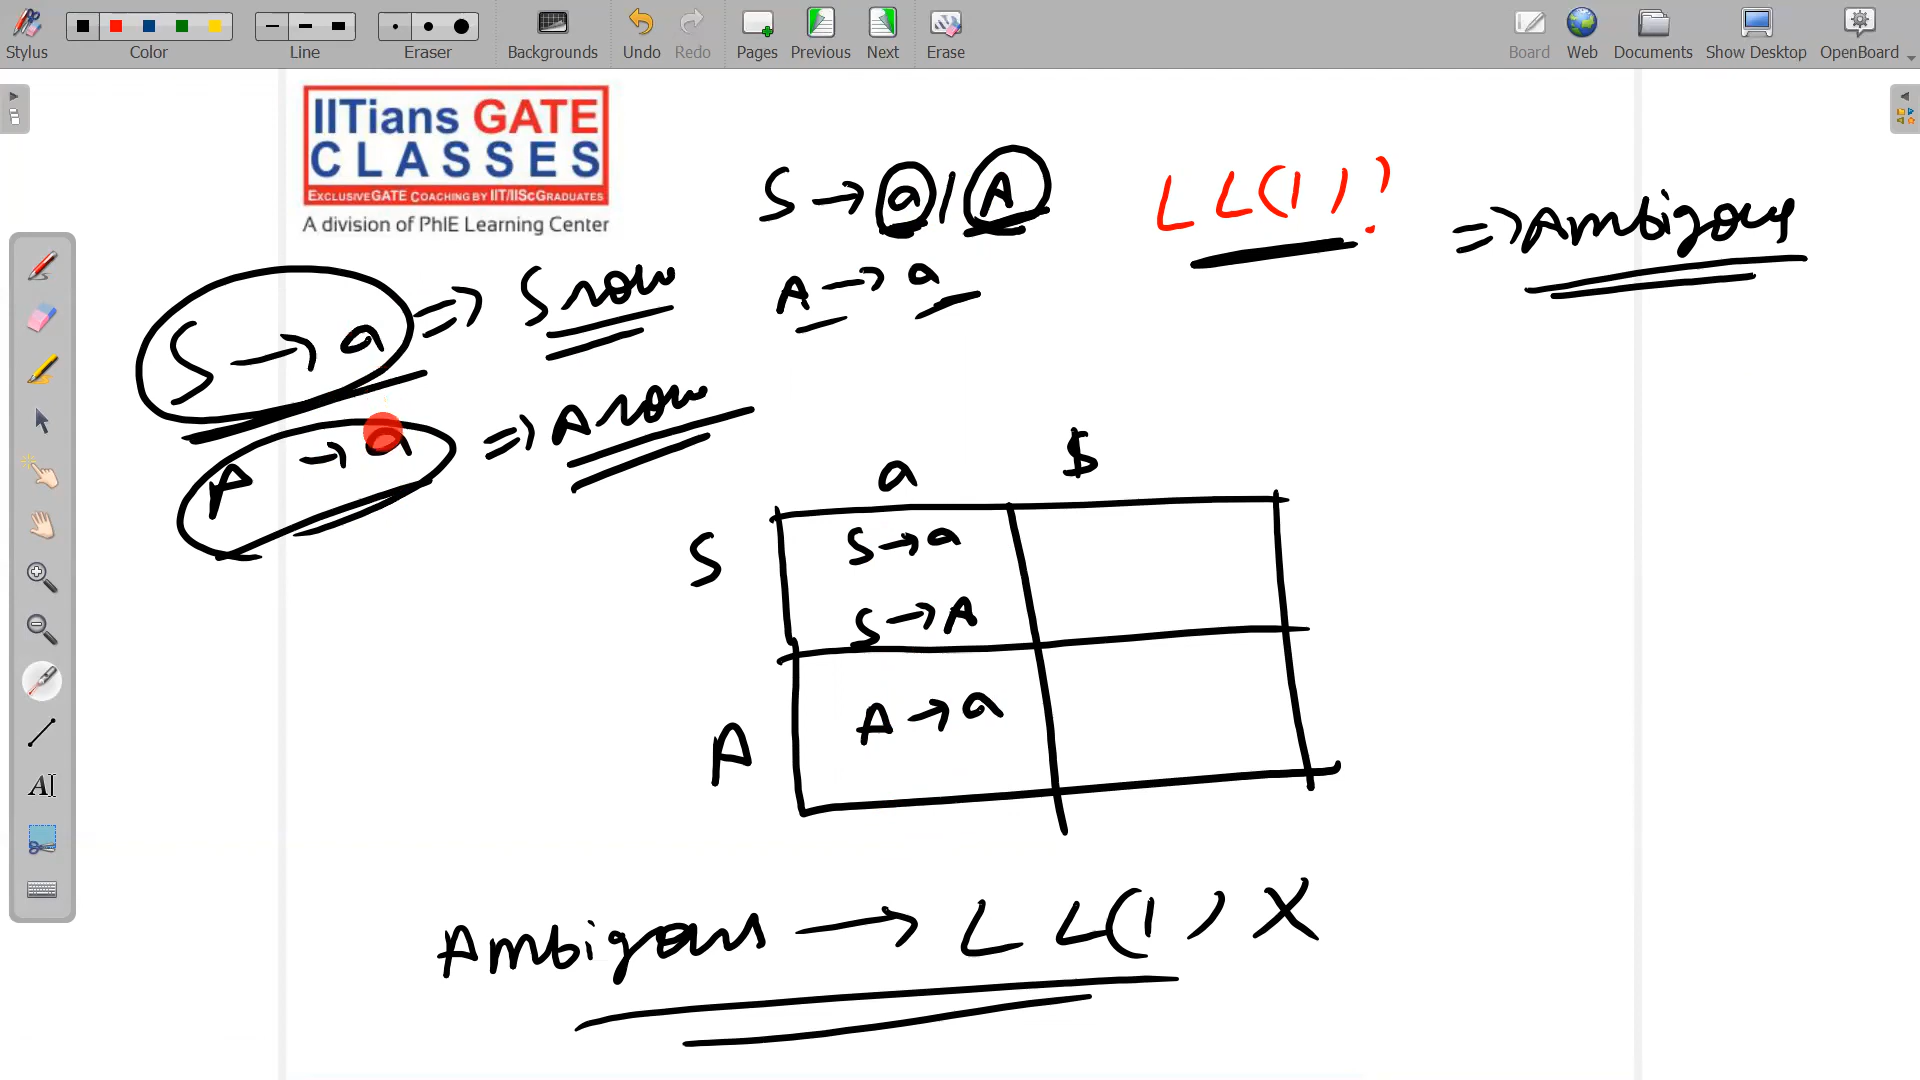 Stylus Color Line Eraser Backgrounds Undo Redo Pages Previous Next Erase Board Web Documents Show Desktop OpenBoard
IITians GATE
CLASSES
EXCLUSIVE GATE COACHING BY IIT/IISc GRADUATES
A division of PhIE Learning Center
S → a / A
LL(1)?
⇒ Ambigous
A → a
S → a ⇒ S row
A → a ⇒ A row
a $
S
S → a
S → A
A
A → a
Ambigous → LL(1) X